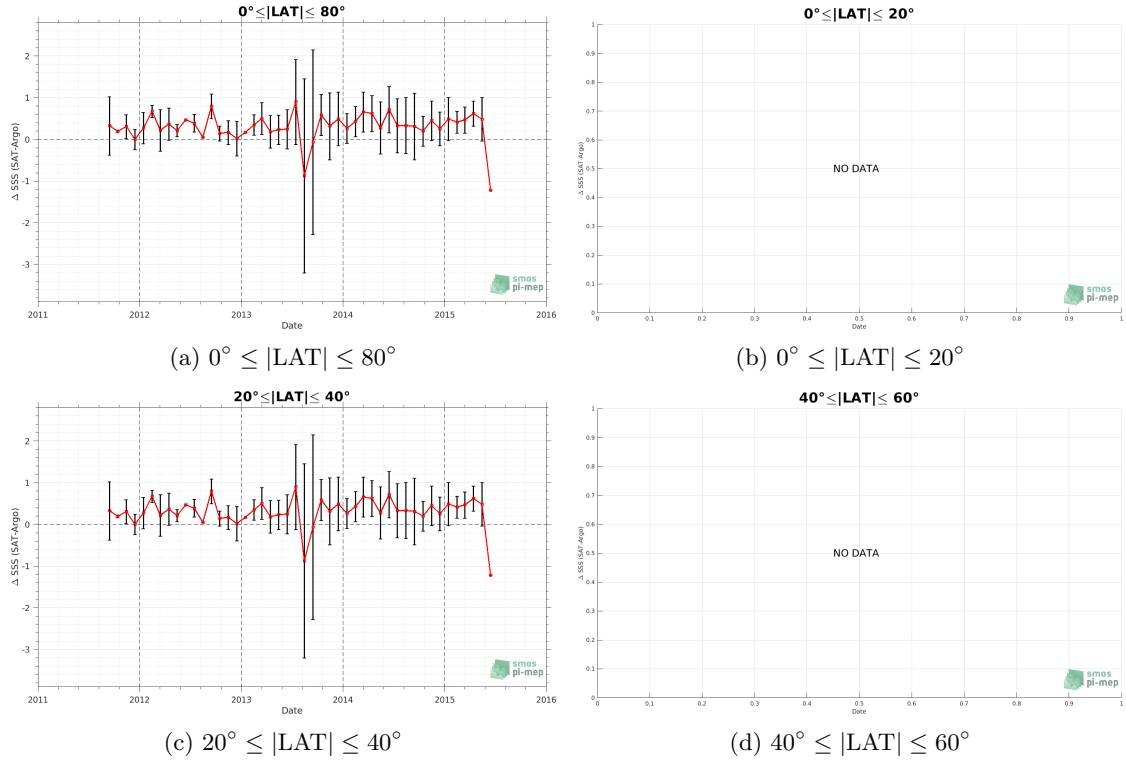 0°≤|LAT|≤ 80°
Δ SSS (SAT-Argo)
2
1
0
-1
-2
-3
2011 2012 2013 2014 2015 2016
Date
smos
pi-mep
(a) 0° ≤ |LAT| ≤ 80°
0°≤|LAT|≤ 20°
Δ SSS (SAT-Argo)
1
0.9
0.8
0.7
0.6
0.5
0.4
0.3
0.2
0.1
0
NO DATA
0 0.1 0.2 0.3 0.4 0.5 0.6 0.7 0.8 0.9 1
Date
smos
pi-mep
(b) 0° ≤ |LAT| ≤ 20°
20°≤|LAT|≤ 40°
Δ SSS (SAT-Argo)
2
1
0
-1
-2
-3
2011 2012 2013 2014 2015 2016
Date
smos
pi-mep
(c) 20° ≤ |LAT| ≤ 40°
40°≤|LAT|≤ 60°
Δ SSS (SAT-Argo)
1
0.9
0.8
0.7
0.6
0.5
0.4
0.3
0.2
0.1
0
NO DATA
0 0.1 0.2 0.3 0.4 0.5 0.6 0.7 0.8 0.9 1
Date
smos
pi-mep
(d) 40° ≤ |LAT| ≤ 60°